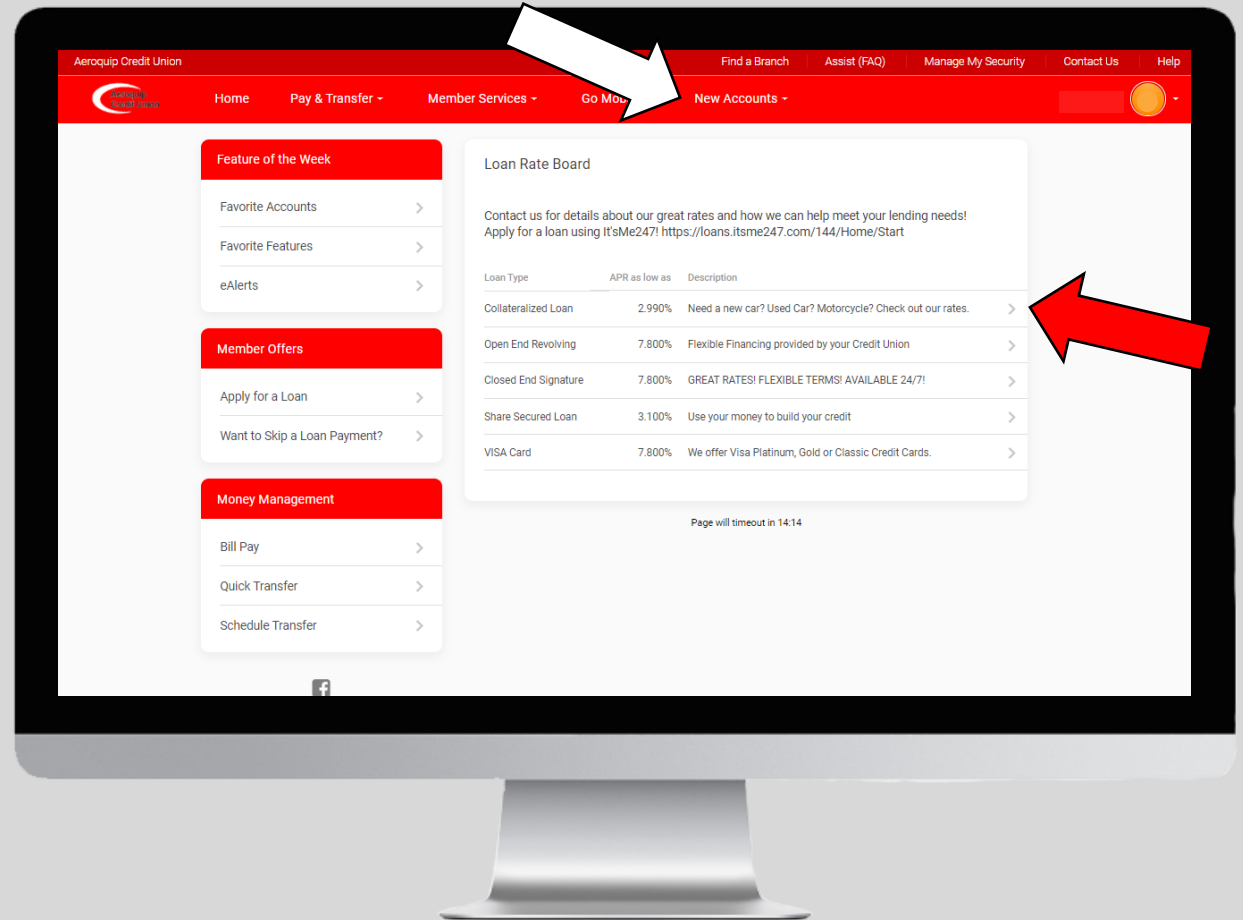 Aeroquip Credit Union
Find a Branch
Assist (FAQ)
Manage My Security
Contact Us
Help
Aeroquip
Credit Union
Home
Pay & Transfer
Member Services
Go Mob
New Accounts
Feature of the Week
Favorite Accounts
Favorite Features
eAlerts
Member Offers
Apply for a Loan
Want to Skip a Loan Payment?
Money Management
Bill Pay
Quick Transfer
Schedule Transfer
Loan Rate Board
Contact us for details about our great rates and how we can help meet your lending needs!
Apply for a loan using It'sMe247! https://loans.itsme247.com/144/Home/Start
Loan Type APR as low as Description
Collateralized Loan 2.990% Need a new car? Used Car? Motorcycle? Check out our rates.
Open End Revolving 7.800% Flexible Financing provided by your Credit Union
Closed End Signature 7.800% GREAT RATES! FLEXIBLE TERMS! AVAILABLE 24/7!
Share Secured Loan 3.100% Use your money to build your credit
VISA Card 7.800% We offer Visa Platinum, Gold or Classic Credit Cards.
Page will timeout in 14:14